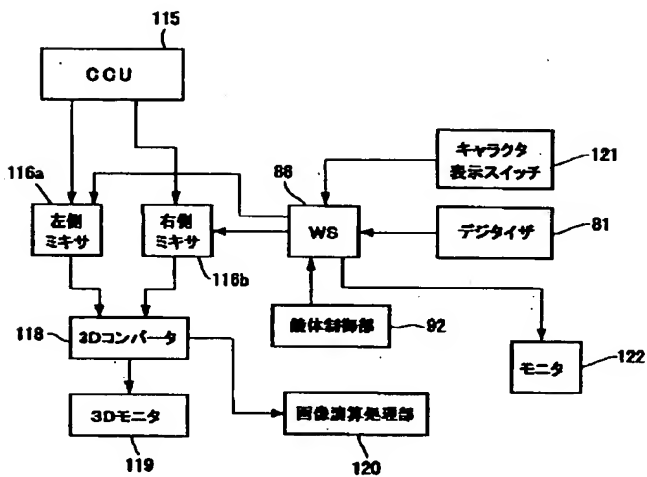 115
CCU
116a
左側
ミキサ
右側
ミキサ
116b
86
WS
キャラクタ
表示スイッチ
121
デジタイザ
81
鏡体制御部
92
モニタ
122
118
3Dコンバータ
3Dモニタ
119
画像演算処理部
120